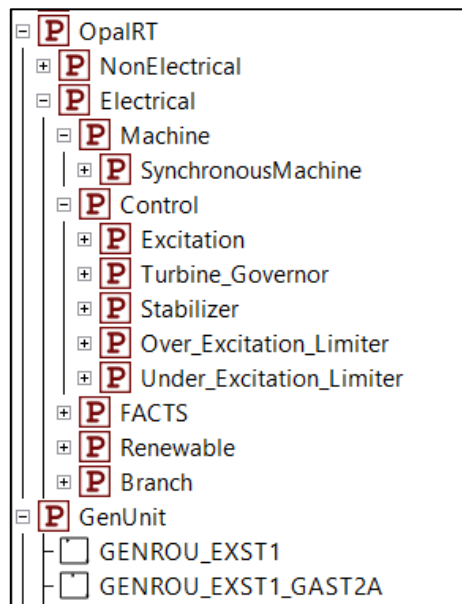 P OpalRT
P NonElectrical
P Electrical
P Machine
P SynchronousMachine
P Control
P Excitation
P Turbine_Governor
P Stabilizer
P Over_Excitation_Limiter
P Under_Excitation_Limiter
P FACTS
P Renewable
P Branch
P GenUnit
GENROU_EXST1
GENROU_EXST1_GAST2A